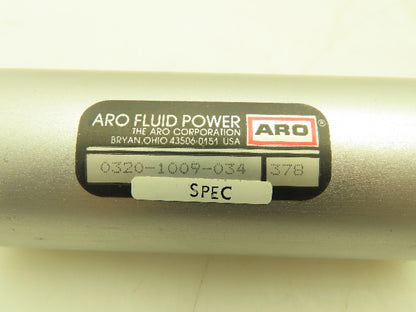 ARO FLUID POWER
THE ARO CORPORATION
BRYAN, OHIO 43506-0151 USA
ARO ®
0320-1009-034 378
SPEC